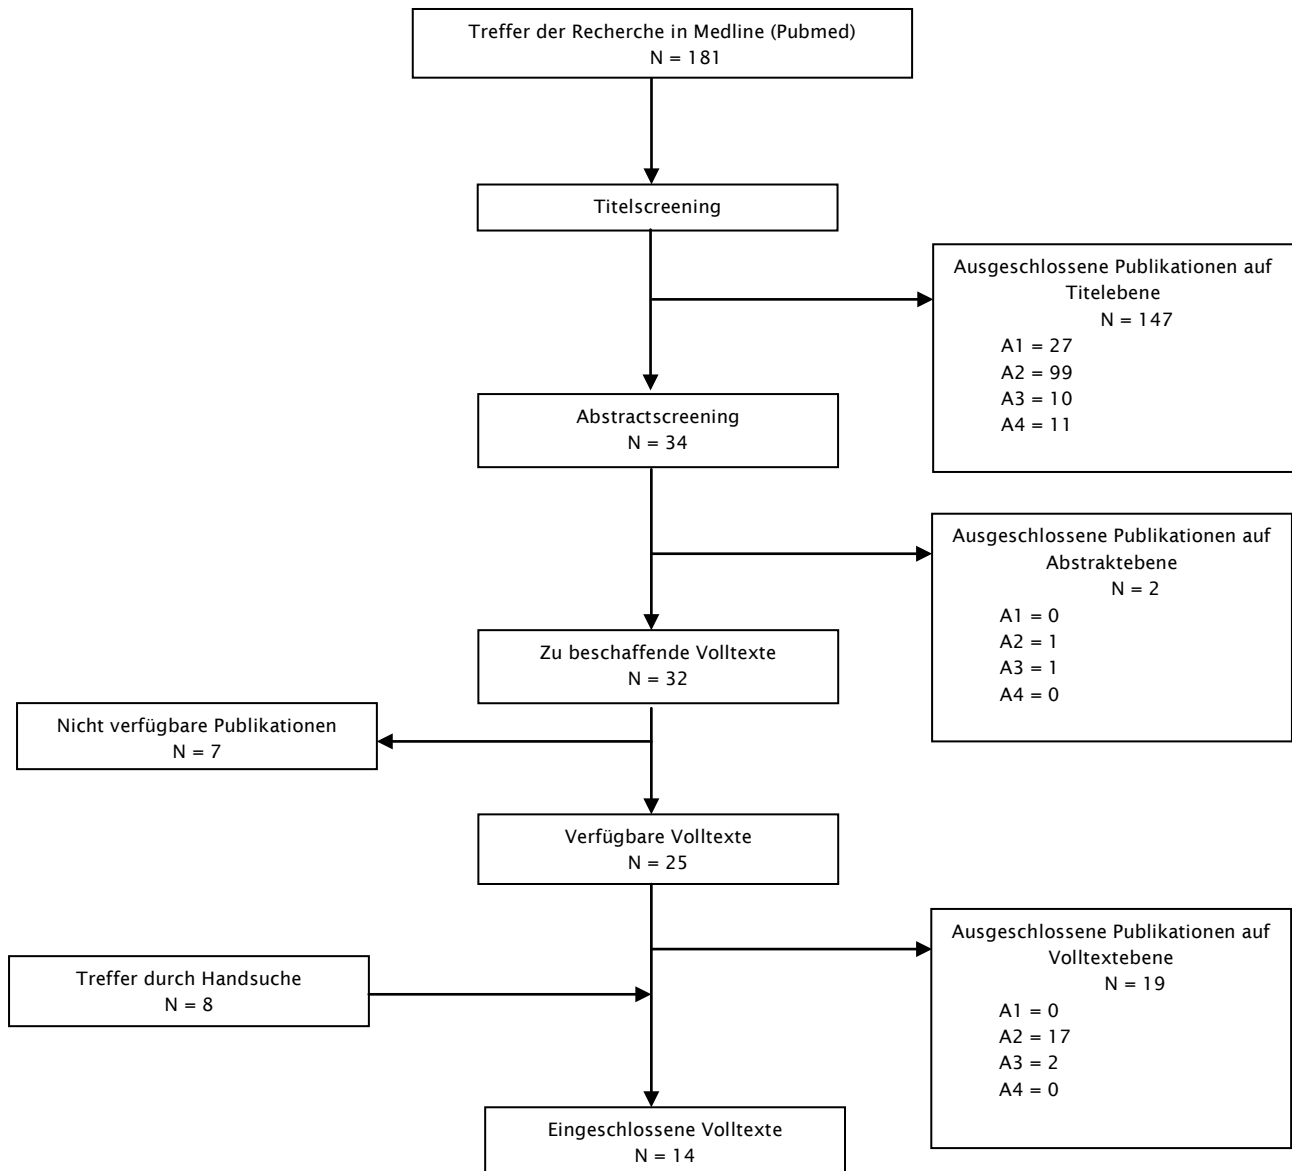 Treffer der Recherche in Medline (Pubmed)
N = 181
Titelscreening
Ausgeschlossene Publikationen auf
Titelebene
N = 147
A1 = 27
A2 = 99
A3 = 10
A4 = 11
Abstractscreening
N = 34
Ausgeschlossene Publikationen auf
Abstraktebene
N = 2
A1 = 0
A2 = 1
A3 = 1
A4 = 0
Zu beschaffende Volltexte
N = 32
Nicht verfügbare Publikationen
N = 7
Verfügbare Volltexte
N = 25
Ausgeschlossene Publikationen auf
Volltextebene
N = 19
A1 = 0
A2 = 17
A3 = 2
A4 = 0
Treffer durch Handsuche
N = 8
Eingeschlossene Volltexte
N = 14